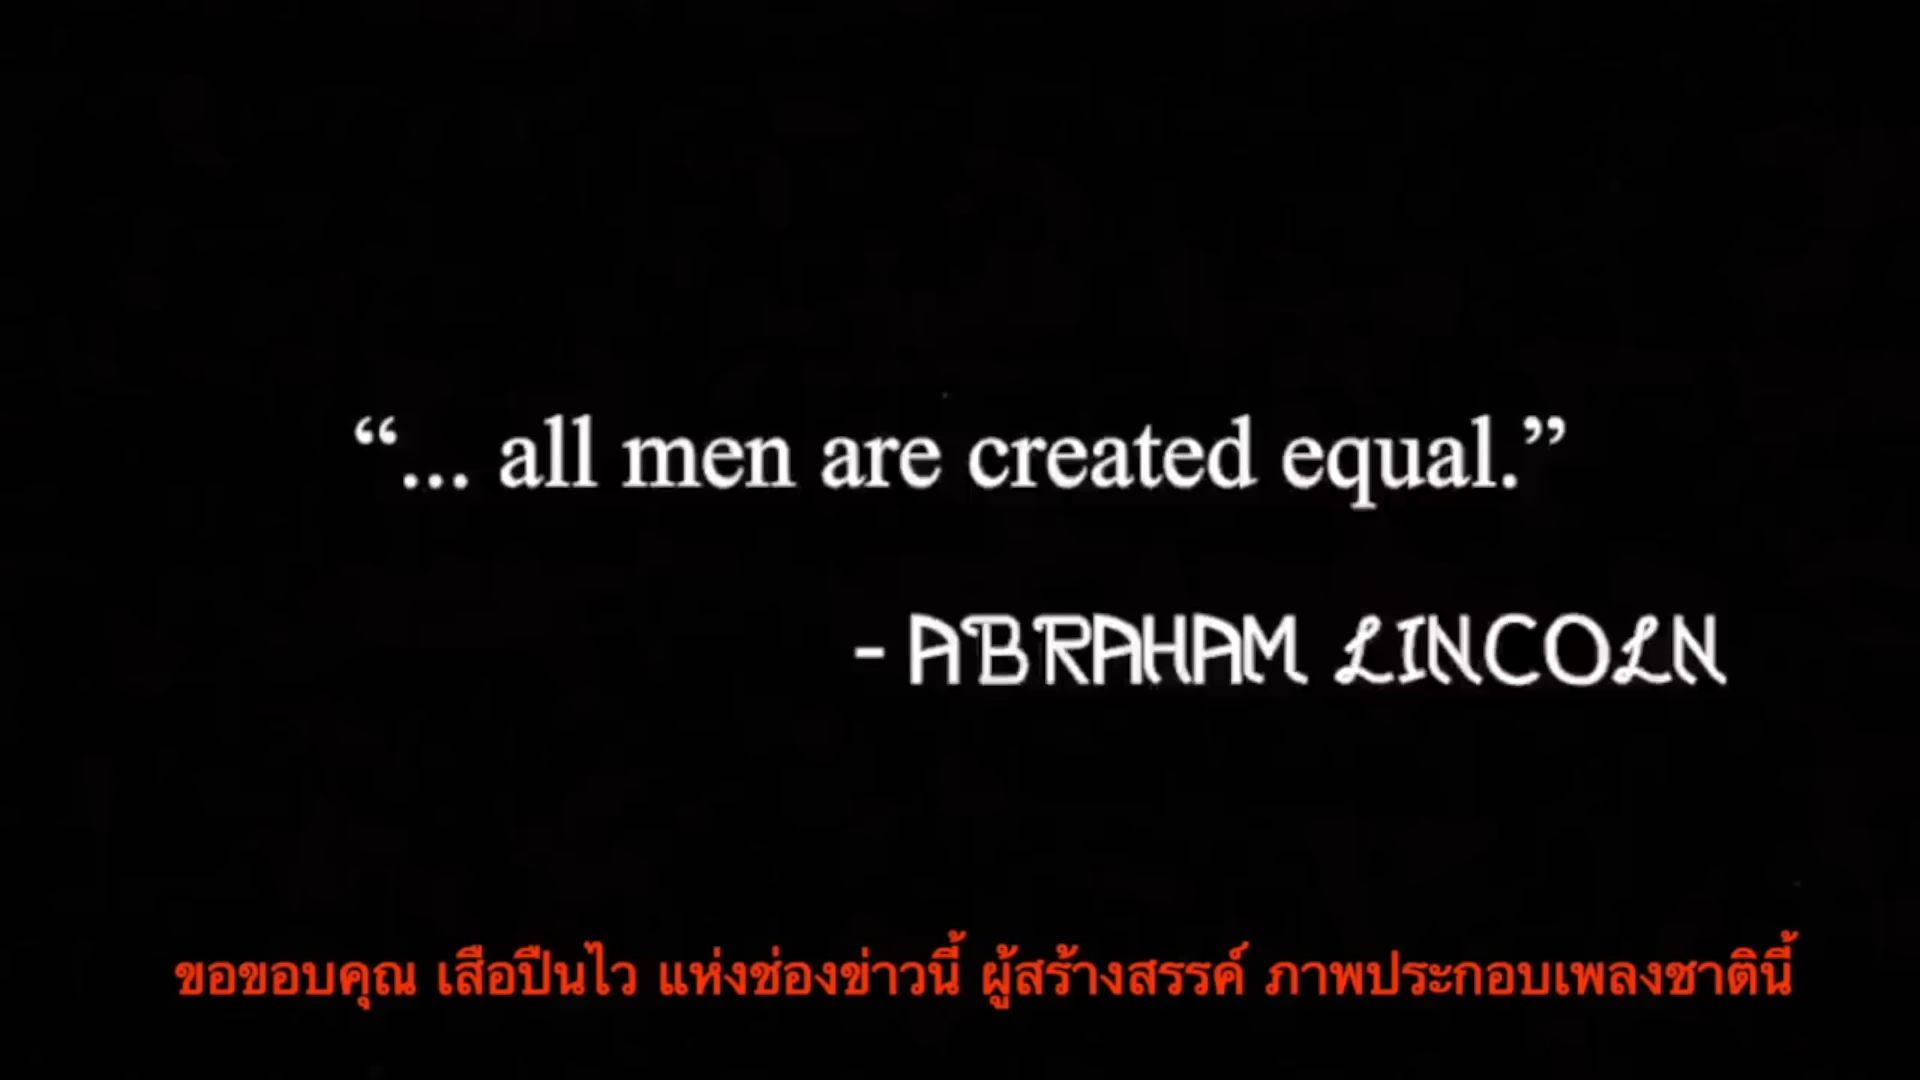 “... all men are created equal.”
- ABRAHAM LINCOLN
ขอขอบคุณ เสือปืนไว แห่งช่องข่าวนี้ ผู้สร้างสรรค์ ภาพประกอบเพลงชาตินี้